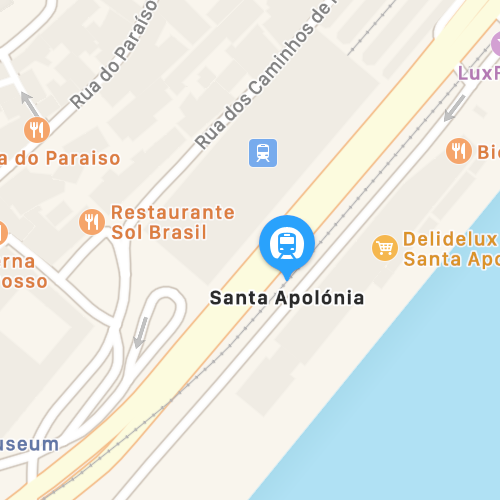 Rua do Paraíso
Rua dos Caminhos de
LuxF
a do Paraiso
Bi
Restaurante
Sol Brasil
Delidelux
Santa Apo
erna
osso
Santa Apolónia
useum